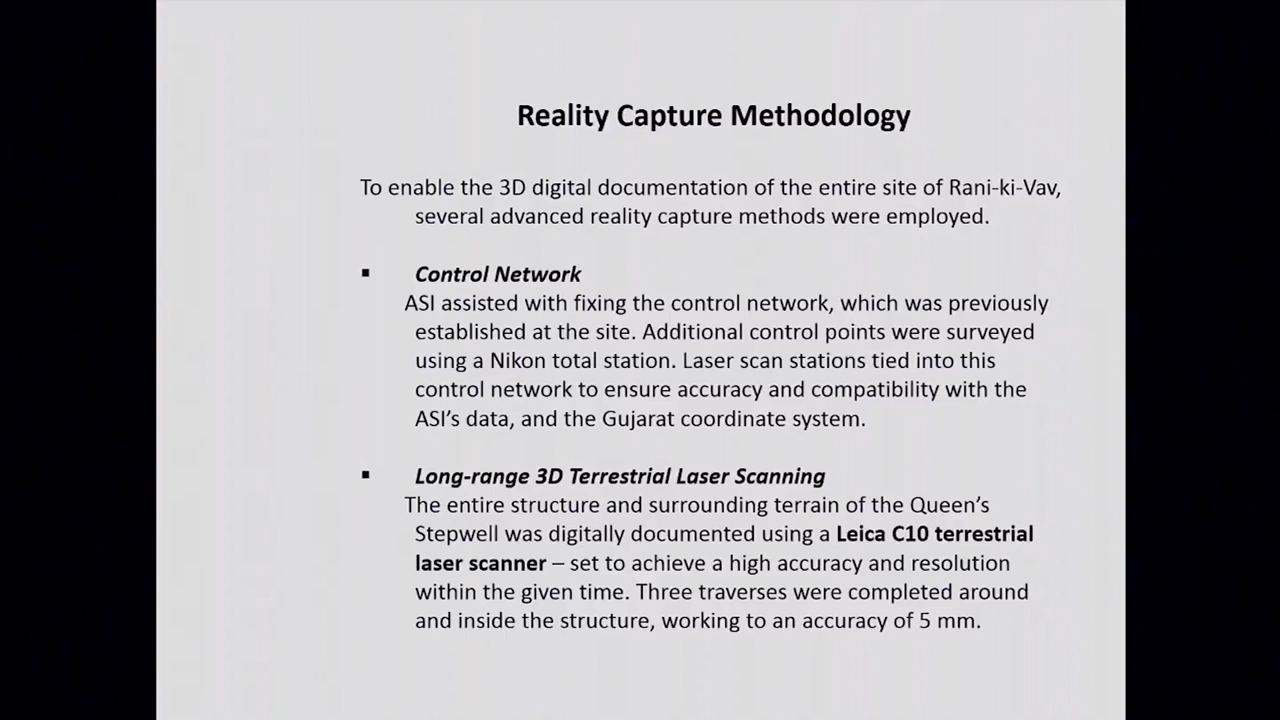 Reality Capture Methodology
To enable the 3D digital documentation of the entire site of Rani-ki-Vav,
several advanced reality capture methods were employed.
▪ Control Network
ASI assisted with fixing the control network, which was previously
established at the site. Additional control points were surveyed
using a Nikon total station. Laser scan stations tied into this
control network to ensure accuracy and compatibility with the
ASI’s data, and the Gujarat coordinate system.
▪ Long-range 3D Terrestrial Laser Scanning
The entire structure and surrounding terrain of the Queen’s
Stepwell was digitally documented using a Leica C10 terrestrial
laser scanner – set to achieve a high accuracy and resolution
within the given time. Three traverses were completed around
and inside the structure, working to an accuracy of 5 mm.